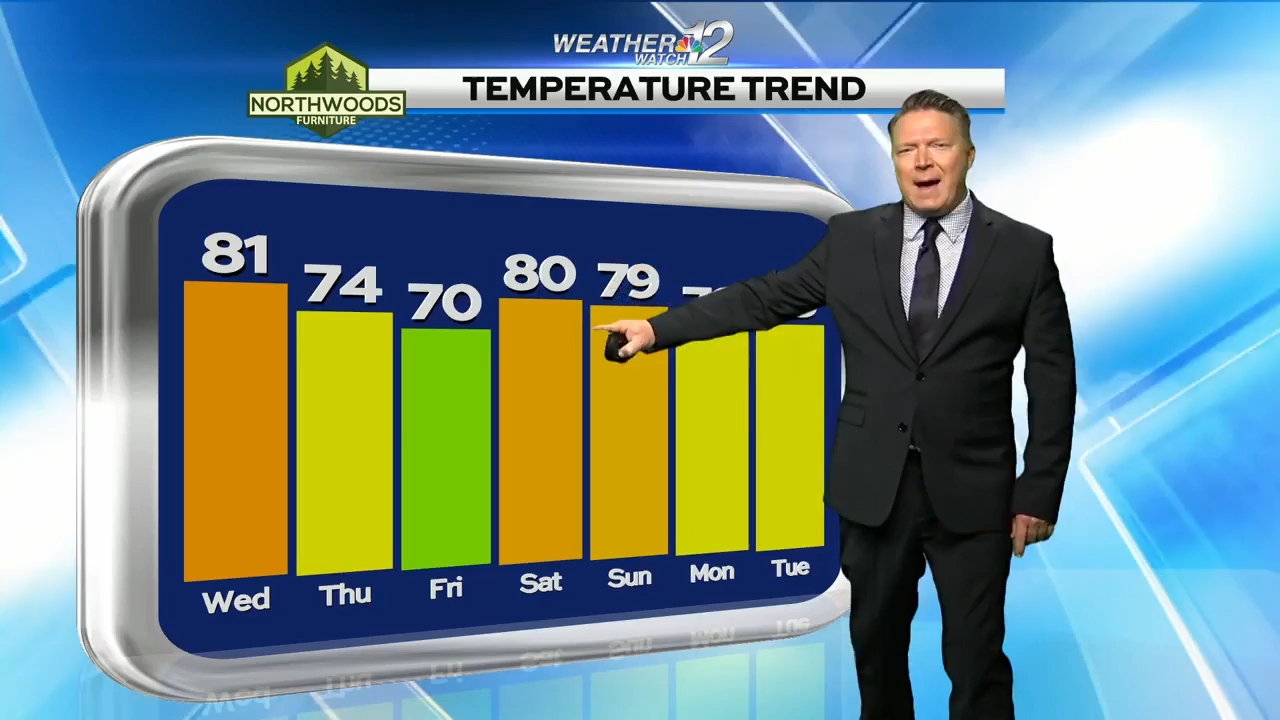 WEATHER 12
WATCH
NORTHWOODS
FURNITURE
TEMPERATURE TREND
81 74 70 80 79
Wed Thu Fri Sat Sun Mon Tue